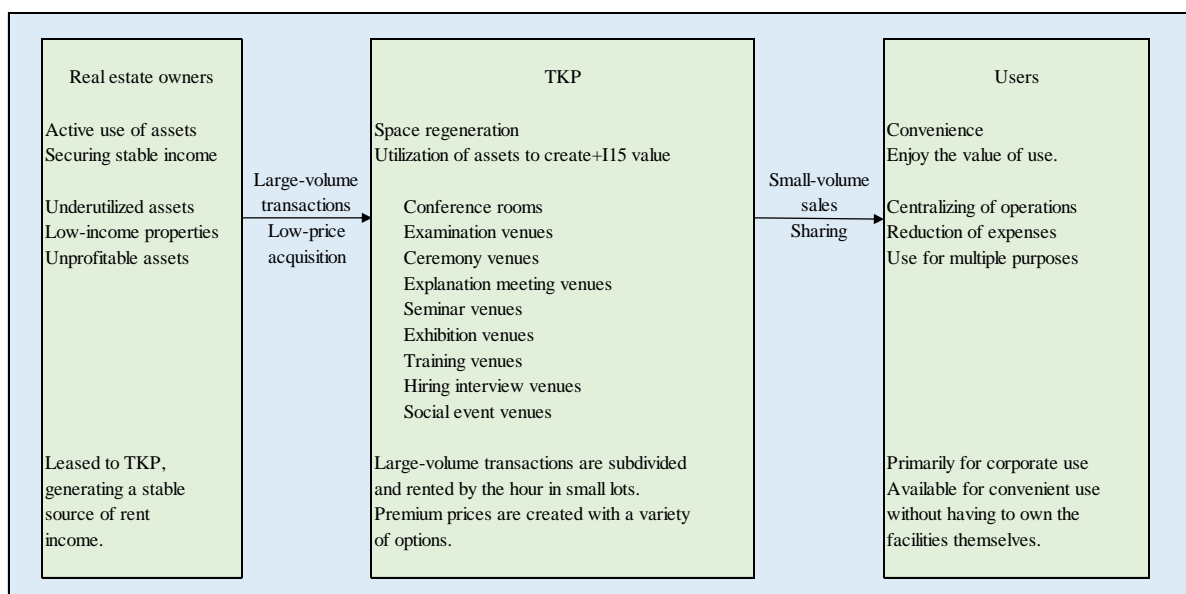 Real estate owners
Active use of assets
Securing stable income
Underutilized assets
Low-income properties
Unprofitable assets
Leased to TKP,
generating a stable
source of rent
income.
Large-volume
transactions
Low-price
acquisition
TKP
Space regeneration
Utilization of assets to create+I15 value
Conference rooms
Examination venues
Ceremony venues
Explanation meeting venues
Seminar venues
Exhibition venues
Training venues
Hiring interview venues
Social event venues
Large-volume transactions are subdivided
and rented by the hour in small lots.
Premium prices are created with a variety
of options.
Small-volume
sales
Sharing
Users
Convenience
Enjoy the value of use.
Centralizing of operations
Reduction of expenses
Use for multiple purposes
Primarily for corporate use
Available for convenient use
without having to own the
facilities themselves.